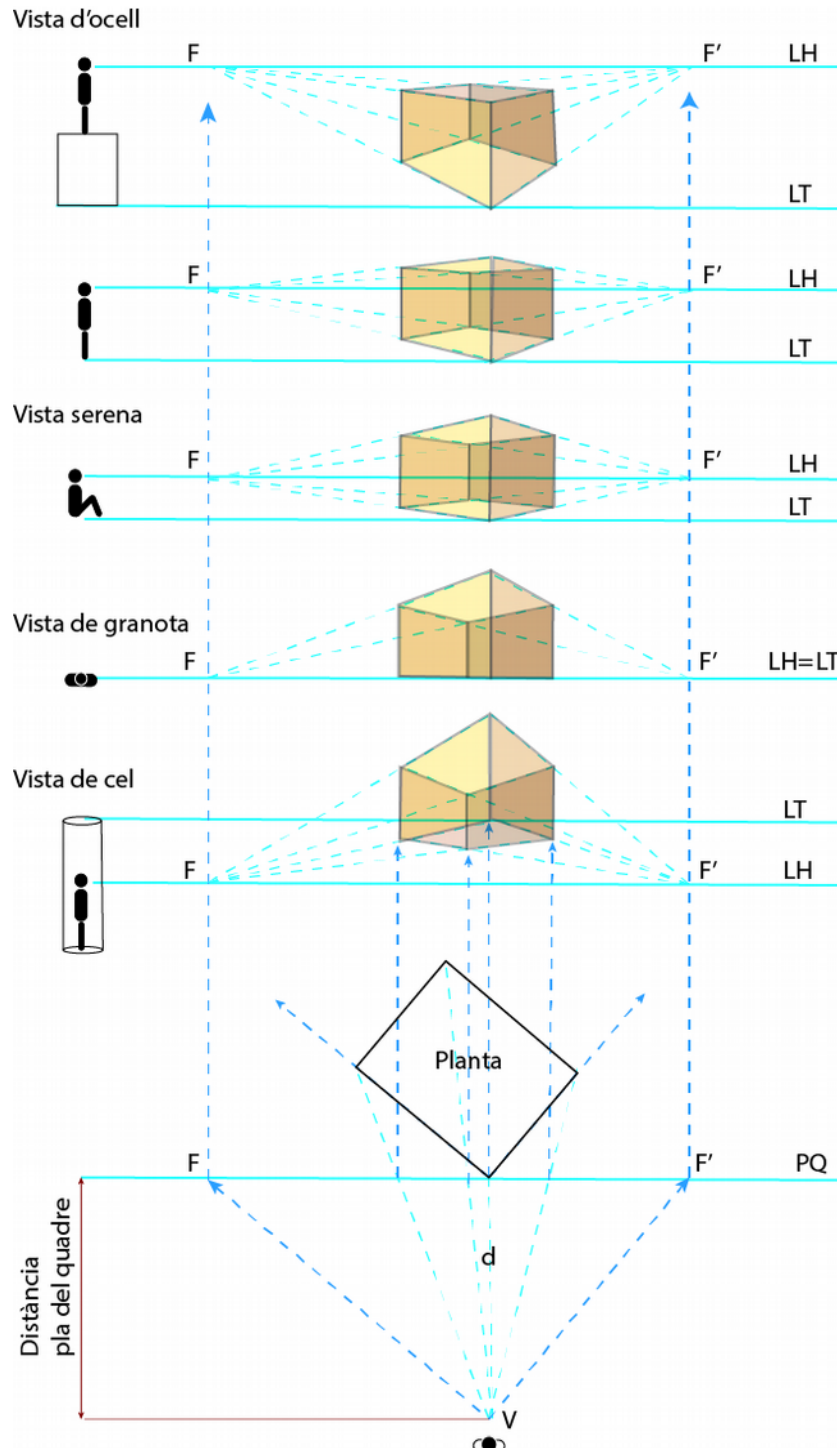 Vista d'ocell
F F' LH
LT
F F' LH
LT
Vista serena
F F' LH
LT
Vista de granota
F F' LH=LT
Vista de cel
LT
F F' LH
Planta
F F' PQ
Distància
pla del quadre
d
V